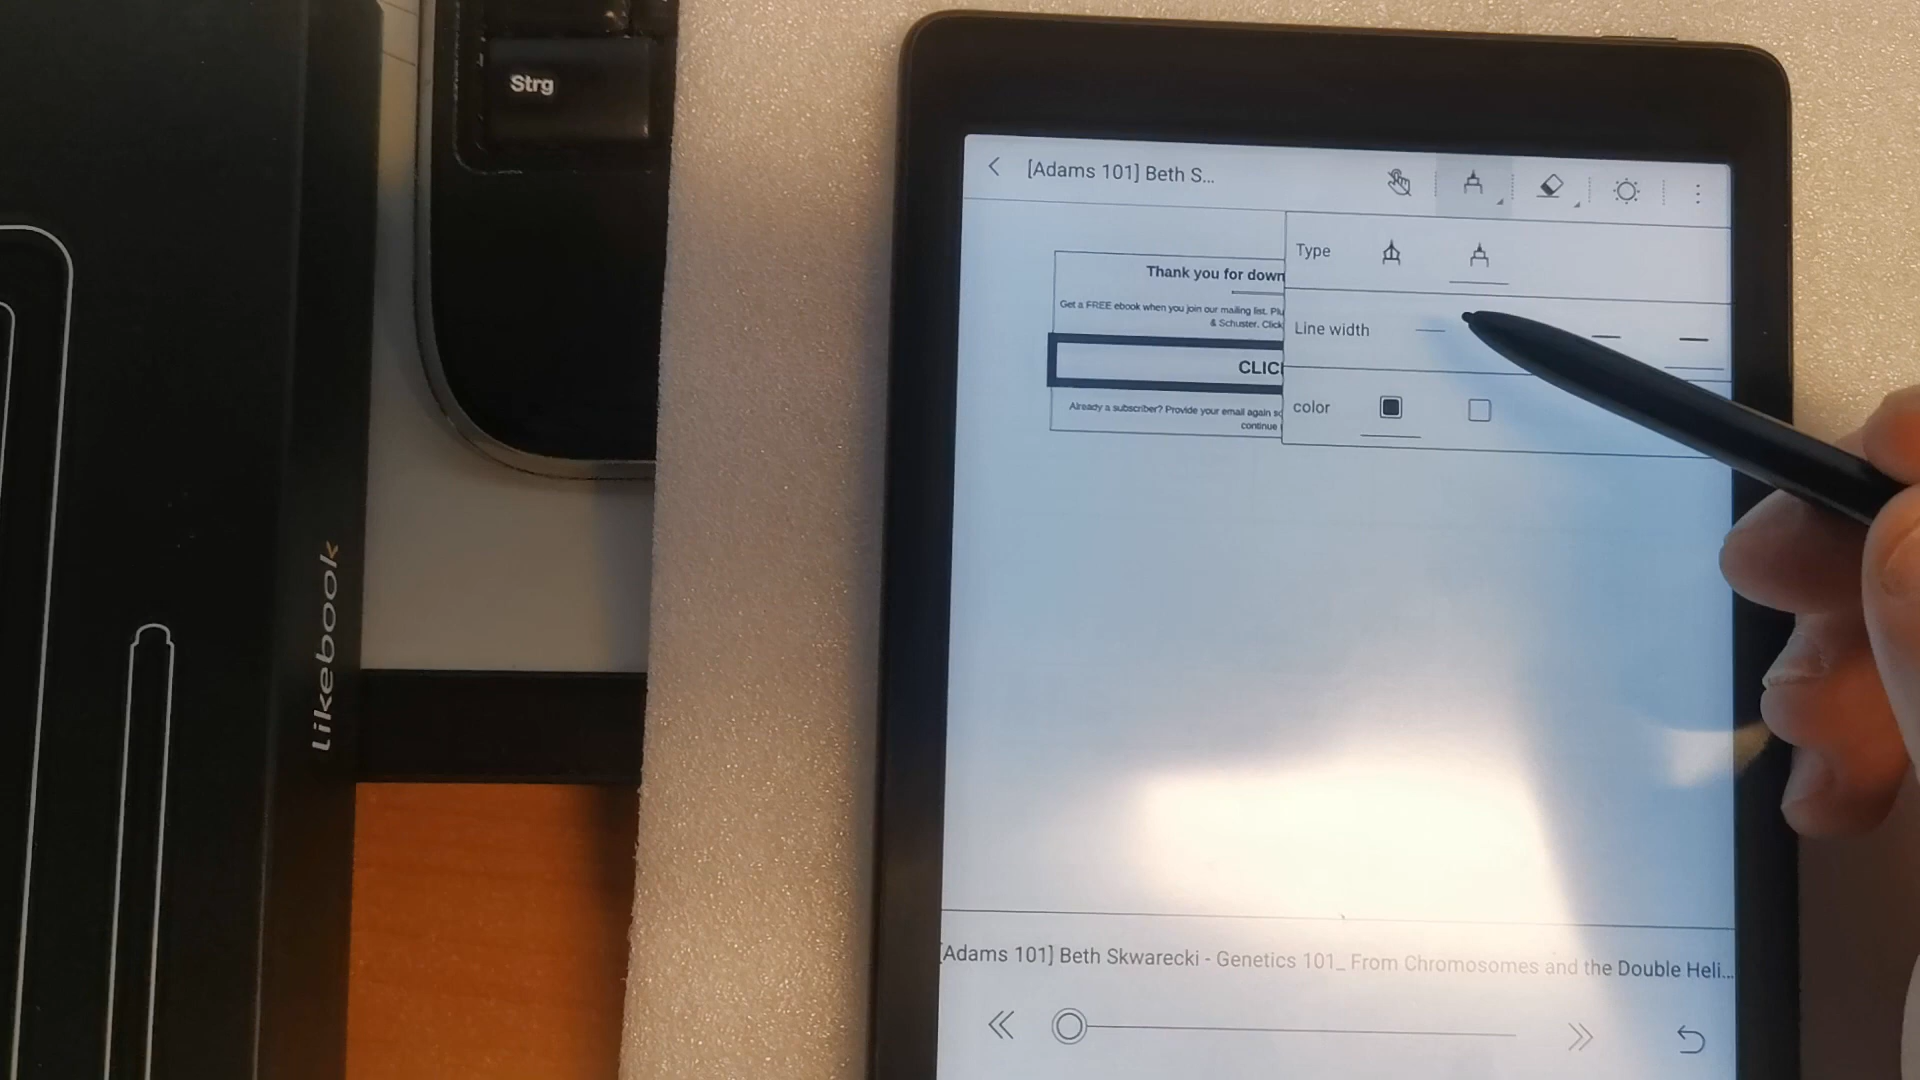 Strg
likebook
[Adams 101] Beth S...
Type
Line width
color
Thank you for down
Get a FREE ebook when you join our mailing list. Plu
& Schuster. Click
CLIC
Already a subscriber? Provide your email again so
continue
[Adams 101] Beth Skwarecki - Genetics 101_ From Chromosomes and the Double Heli...